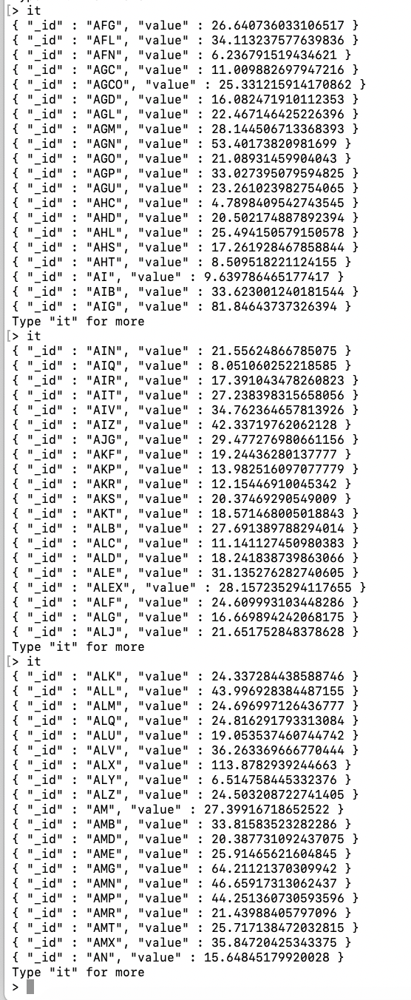 [> it
{ "_id" : "AFG", "value" : 26.640736033106517 }
{ "_id" : "AFL", "value" : 34.113237577639836 }
{ "_id" : "AFN", "value" : 6.236791519434621 }
{ "_id" : "AGC", "value" : 11.009882697947216 }
{ "_id" : "AGCO", "value" : 25.331215914170862 }
{ "_id" : "AGD", "value" : 16.082471910112353 }
{ "_id" : "AGL", "value" : 22.467146425226396 }
{ "_id" : "AGM", "value" : 28.144506713368393 }
{ "_id" : "AGN", "value" : 53.40173820981699 }
{ "_id" : "AGO", "value" : 21.08931459904043 }
{ "_id" : "AGP", "value" : 33.027395079594825 }
{ "_id" : "AGU", "value" : 23.261023982754065 }
{ "_id" : "AHC", "value" : 4.7898409542743545 }
{ "_id" : "AHD", "value" : 20.502174887892394 }
{ "_id" : "AHL", "value" : 25.494150579150578 }
{ "_id" : "AHS", "value" : 17.261928467858844 }
{ "_id" : "AHT", "value" : 8.509518221124155 }
{ "_id" : "AI", "value" : 9.639786465177417 }
{ "_id" : "AIB", "value" : 33.623001240181544 }
{ "_id" : "AIG", "value" : 81.84643737326394 }
Type "it" for more
[> it
{ "_id" : "AIN", "value" : 21.55624866785075 }
{ "_id" : "AIQ", "value" : 8.051060252218585 }
{ "_id" : "AIR", "value" : 17.391043478260823 }
{ "_id" : "AIT", "value" : 27.238398315658056 }
{ "_id" : "AIV", "value" : 34.762364657813926 }
{ "_id" : "AIZ", "value" : 42.33719762062128 }
{ "_id" : "AJG", "value" : 29.477276980661156 }
{ "_id" : "AKF", "value" : 19.24436280137777 }
{ "_id" : "AKP", "value" : 13.982516097077779 }
{ "_id" : "AKR", "value" : 12.15446910045342 }
{ "_id" : "AKS", "value" : 20.37469290549009 }
{ "_id" : "AKT", "value" : 18.571468005018843 }
{ "_id" : "ALB", "value" : 27.691389788294014 }
{ "_id" : "ALC", "value" : 11.141127450980383 }
{ "_id" : "ALD", "value" : 18.241838739863066 }
{ "_id" : "ALE", "value" : 31.135276282740605 }
{ "_id" : "ALEX", "value" : 28.157235294117655 }
{ "_id" : "ALF", "value" : 24.609993103448286 }
{ "_id" : "ALG", "value" : 16.669894242068175 }
{ "_id" : "ALJ", "value" : 21.651752848378628 }
Type "it" for more
[> it
{ "_id" : "ALK", "value" : 24.337284438588746 }
{ "_id" : "ALL", "value" : 43.996928384487155 }
{ "_id" : "ALM", "value" : 24.696997126436777 }
{ "_id" : "ALQ", "value" : 24.816291793313084 }
{ "_id" : "ALU", "value" : 19.053537460744742 }
{ "_id" : "ALV", "value" : 36.263369666770444 }
{ "_id" : "ALX", "value" : 113.8782939244663 }
{ "_id" : "ALY", "value" : 6.514758445332376 }
{ "_id" : "ALZ", "value" : 24.503208722741405 }
{ "_id" : "AM", "value" : 27.39916718652522 }
{ "_id" : "AMB", "value" : 33.81583523282286 }
{ "_id" : "AMD", "value" : 20.387731092437075 }
{ "_id" : "AME", "value" : 25.91465621604845 }
{ "_id" : "AMG", "value" : 64.21121370309942 }
{ "_id" : "AMN", "value" : 46.65917313062437 }
{ "_id" : "AMP", "value" : 44.251360730593596 }
{ "_id" : "AMR", "value" : 21.43988405797096 }
{ "_id" : "AMT", "value" : 25.717138472032815 }
{ "_id" : "AMX", "value" : 35.84720425343375 }
{ "_id" : "AN", "value" : 15.64845179920028 }
Type "it" for more
>